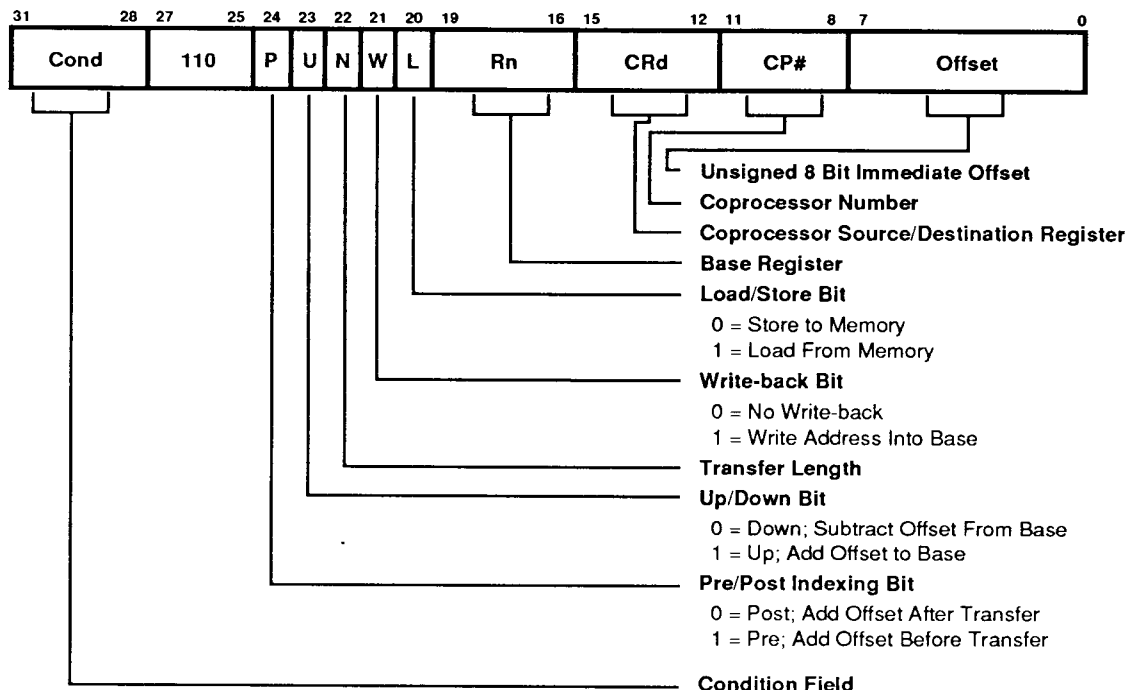 31 28 27 25 24 23 22 21 20 19 16 15 12 11 8 7 0
Cond 110 P U N W L Rn CRd CP# Offset
Unsigned 8 Bit Immediate Offset
Coprocessor Number
Coprocessor Source/Destination Register
Base Register
Load/Store Bit
0 = Store to Memory
1 = Load From Memory
Write-back Bit
0 = No Write-back
1 = Write Address Into Base
Transfer Length
Up/Down Bit
0 = Down; Subtract Offset From Base
1 = Up; Add Offset to Base
Pre/Post Indexing Bit
0 = Post; Add Offset After Transfer
1 = Pre; Add Offset Before Transfer
Condition Field